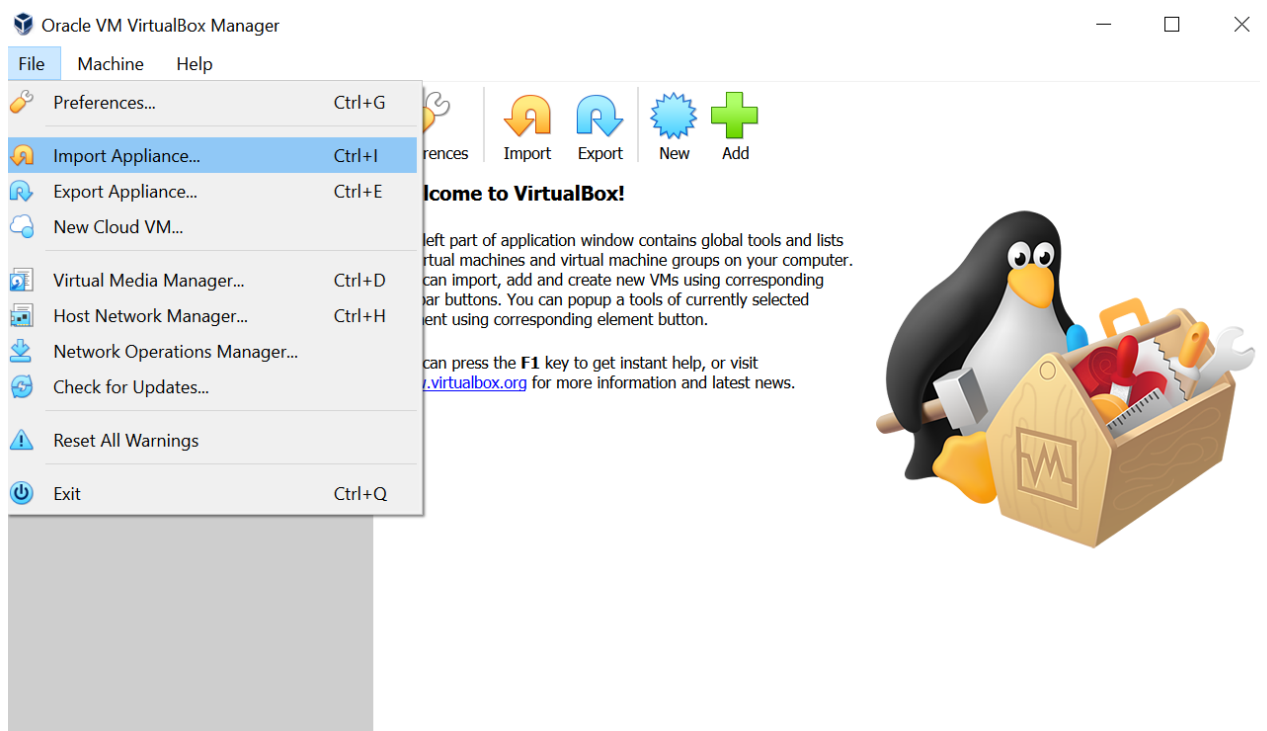 Oracle VM VirtualBox Manager
File Machine Help
Preferences... Ctrl+G
Import Appliance... Ctrl+I
Export Appliance... Ctrl+E
New Cloud VM...
Virtual Media Manager... Ctrl+D
Host Network Manager... Ctrl+H
Network Operations Manager...
Check for Updates...
Reset All Warnings
Exit Ctrl+Q
rences Import Export New Add
lcome to VirtualBox!
left part of application window contains global tools and lists
rtual machines and virtual machine groups on your computer.
can import, add and create new VMs using corresponding
bar buttons. You can popup a tools of currently selected
ent using corresponding element button.
can press the F1 key to get instant help, or visit
w.virtualbox.org for more information and latest news.